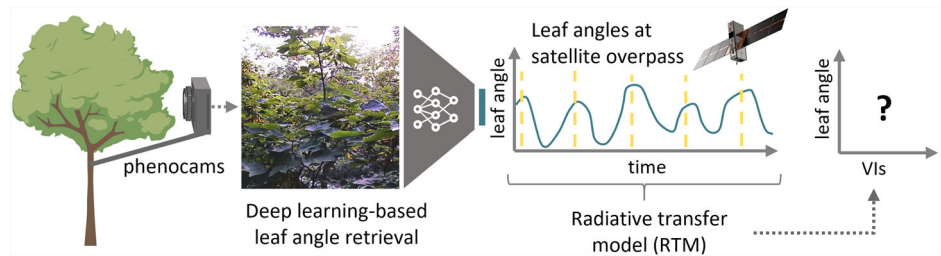 phenocams
Deep learning-based
leaf angle retrieval
Leaf angles at
satellite overpass
leaf angle
time
Radiative transfer
model (RTM)
leaf angle
?
VIs